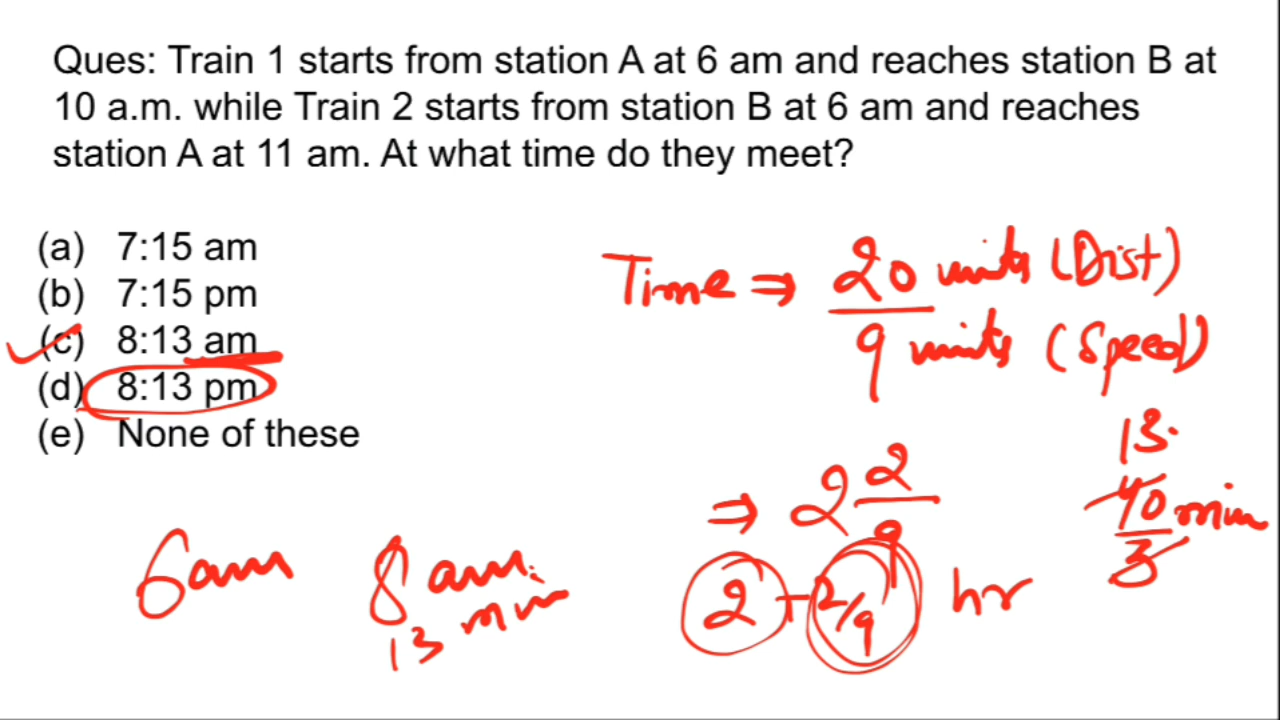 Ques: Train 1 starts from station A at 6 am and reaches station B at
10 a.m. while Train 2 starts from station B at 6 am and reaches
station A at 11 am. At what time do they meet?
(a) 7:15 am
(b) 7:15 pm
(c) 8:13 am
(d) 8:13 pm
(e) None of these
Time ⇒ 20 units (Dist)
9 units (Speed)
⇒ 2 2/9
2 + 2/9 hr
13.
40/3 min
6am 8 am.
13 min